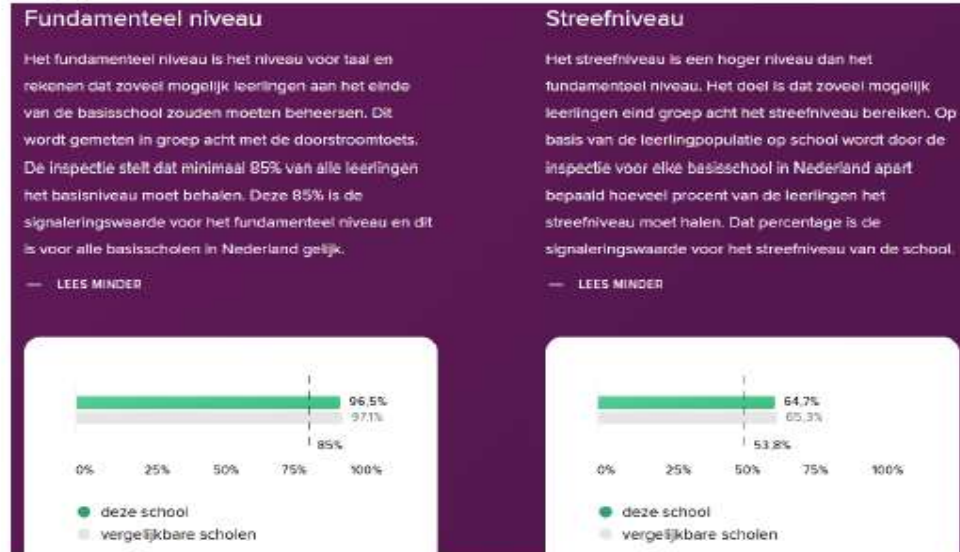 Fundamenteel niveau
Het fundamenteel niveau is het niveau voor taal en
rekenen dat zoveel mogelijk leerlingen aan het einde
van de basisschool zouden moeten beheersen. Dit
wordt gemeten in groep acht met de doorstroomtoets.
De inspectie stelt dat minimaal 85% van alle leerlingen
het basisniveau moet behalen. Deze 85% is de
signaleringswaarde voor het fundamenteel niveau en dit
is voor alle basisscholen in Nederland gelijk.
— LEES MINDER
96,5%
97,1%
85%
0% 25% 50% 75% 100%
deze school
vergelijkbare scholen
Streefniveau
Het streefniveau is een hoger niveau dan het
fundamenteel niveau. Het doel is dat zoveel mogelijk
leerlingen eind groep acht het streefniveau bereiken. Op
basis van de leerlingpopulatie op school wordt door de
inspectie voor elke basisschool in Nederland apart
bepaald hoeveel procent van de leerlingen het
streefniveau moet halen. Dat percentage is de
signaleringswaarde voor het streefniveau van de school.
— LEES MINDER
64,7%
65,3%
53,8%
0% 25% 50% 75% 100%
deze school
vergelijkbare scholen